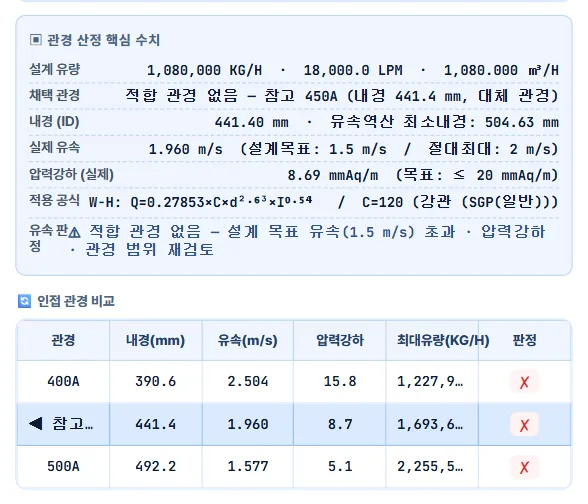 ▣ 관경 산정 핵심 수치
설계 유량 1,080,000 KG/H · 18,000.0 LPM · 1,080.000 ㎥/H
채택 관경 적합 관경 없음 — 참고 450A (내경 441.4 mm, 대체 관경)
내경 (ID) 441.40 mm · 유속역산 최소내경: 504.63 mm
실제 유속 1.960 m/s (설계목표: 1.5 m/s / 절대최대: 2 m/s)
압력강하 (실제) 8.69 mmAq/m (목표: ≤ 20 mmAq/m)
적용 공식 W-H: Q=0.27853×C×d²·⁶³×I⁰·⁵⁴ / C=120 (강관 (SGP(일반)))
유속 판정 ⚠ 적합 관경 없음 — 설계 목표 유속(1.5 m/s) 초과 · 압력강하
· 관경 범위 재검토
🔄 인접 관경 비교
관경 내경(mm) 유속(m/s) 압력강하 최대유량(KG/H) 판정
400A 390.6 2.504 15.8 1,227,9… ✗
◀ 참고… 441.4 1.960 8.7 1,693,6… ✗
500A 492.2 1.577 5.1 2,255,5… ✗